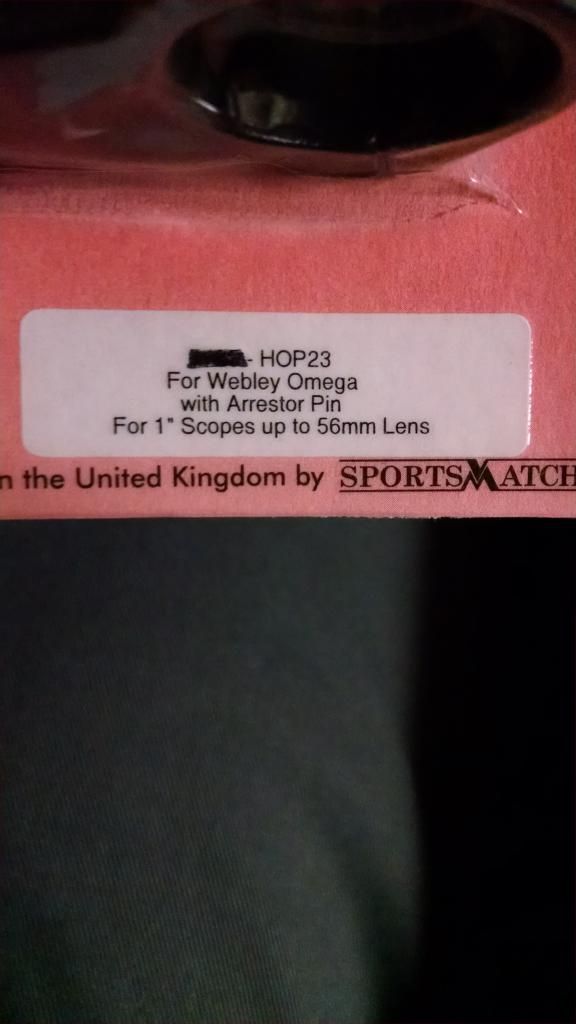 - HOP23
For Webley Omega
with Arrestor Pin
For 1" Scopes up to 56mm Lens
n the United Kingdom by SPORTSMATCH